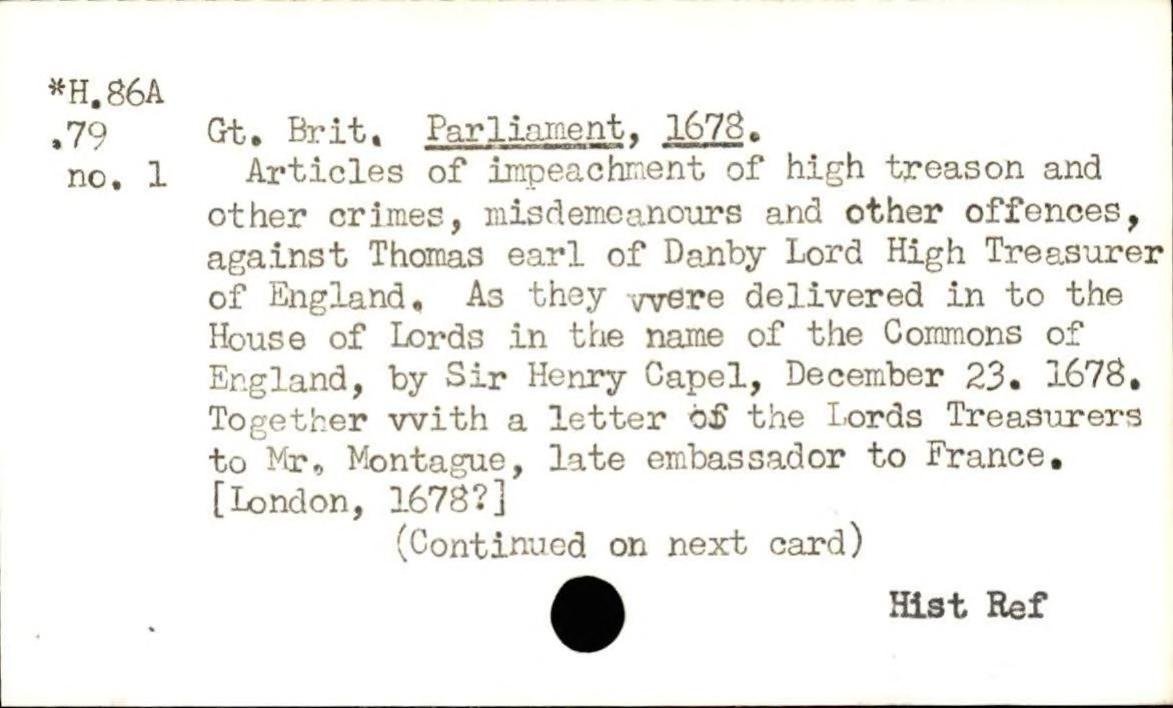 *H.86A
.79 Gt. Brit. Parliament, 1678.
no. 1 Articles of impeachment of high treason and
other crimes, misdemeanours and other offences,
against Thomas earl of Danby Lord High Treasurer
of England. As they vvere delivered in to the
House of Lords in the name of the Commons of
England, by Sir Henry Capel, December 23. 1678.
Together vvith a letter of the Lords Treasurers
to Mr. Montague, late embassador to France.
[London, 1678?]
(Continued on next card)
Hist Ref